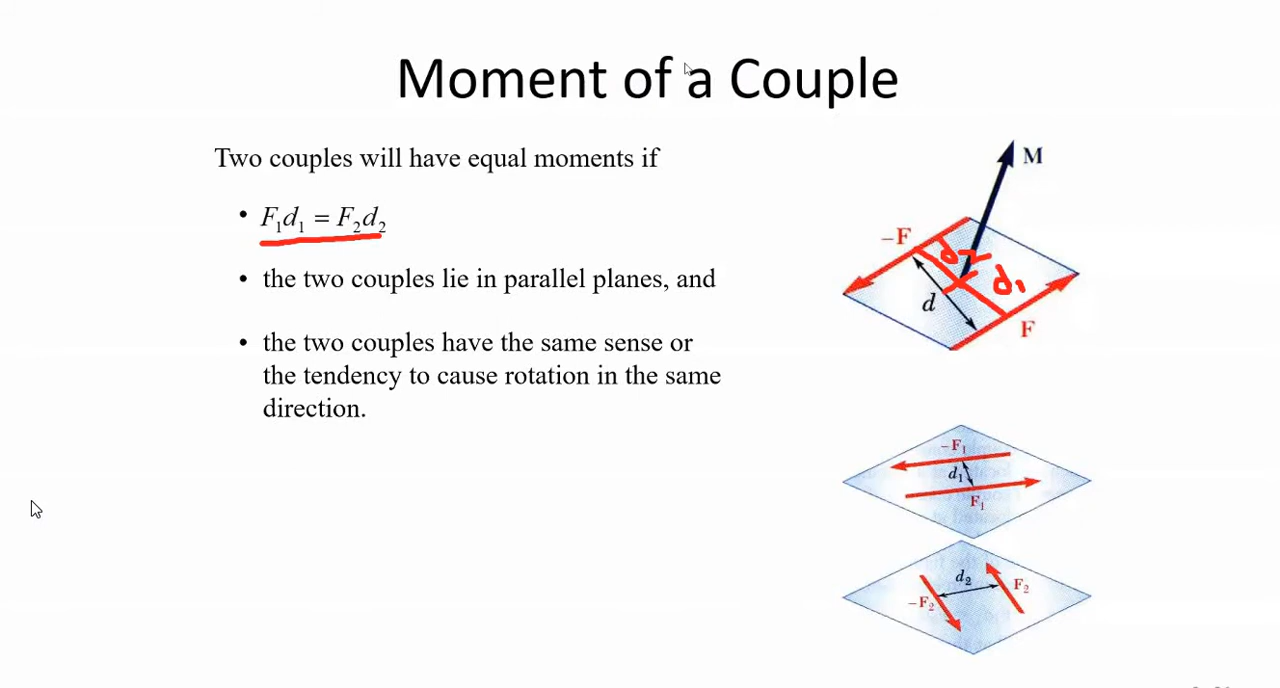 Moment of a Couple
Two couples will have equal moments if
• F₁d₁ = F₂d₂
• the two couples lie in parallel planes, and
• the two couples have the same sense or
the tendency to cause rotation in the same
direction.
M
–F
d₂
d₁
d
F
–F₁
d₁
F₁
d₂
F₂
–F₂